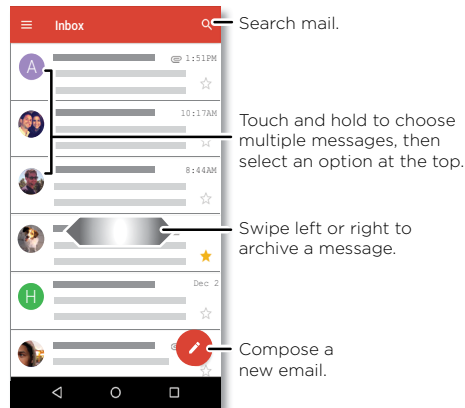 Inbox
Search mail.
A
1:51PM
10:17AM
Touch and hold to choose
multiple messages, then
select an option at the top.
8:44AM
Swipe left or right to
archive a message.
H
Dec 2
Compose a
new email.